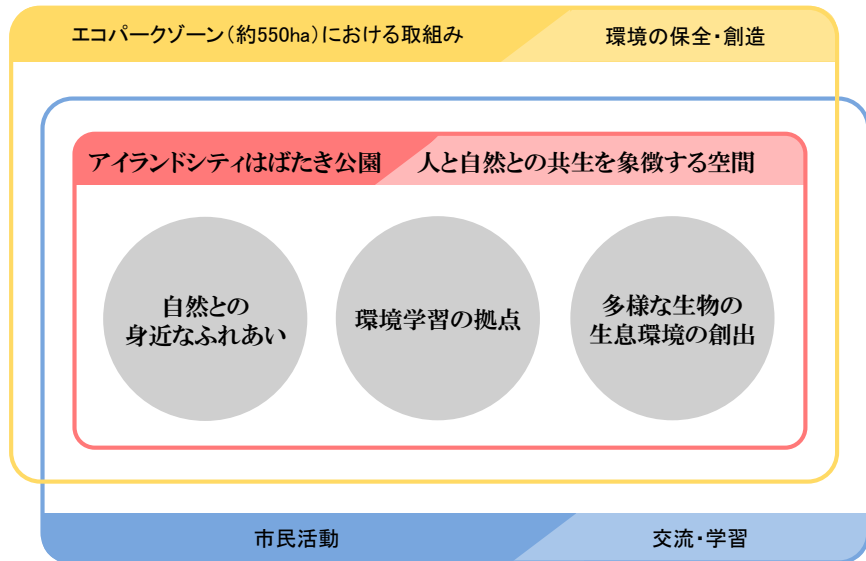 エコパークゾーン(約550ha)における取組み
環境の保全・創造
アイランドシティはばたき公園
人と自然との共生を象徴する空間
自然との
身近なふれあい
環境学習の拠点
多様な生物の
生息環境の創出
市民活動
交流・学習